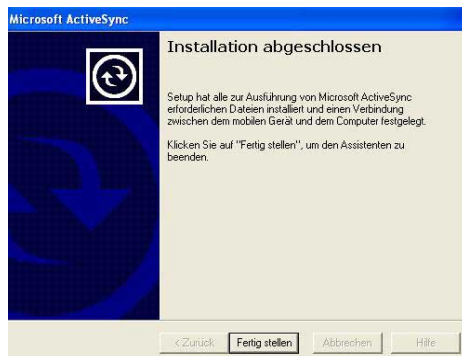 Microsoft ActiveSync
Installation abgeschlossen
Setup hat alle zur Ausführung von Microsoft ActiveSync
erforderlichen Dateien installiert und einen Verbindung
zwischen dem mobilen Gerät und dem Computer festgelegt.
Klicken Sie auf "Fertig stellen", um den Assistenten zu
beenden.
< Zurück Fertig stellen Abbrechen Hilfe